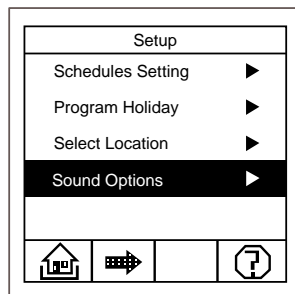 Setup
Schedules Setting
Program Holiday
Select Location
Sound Options
?